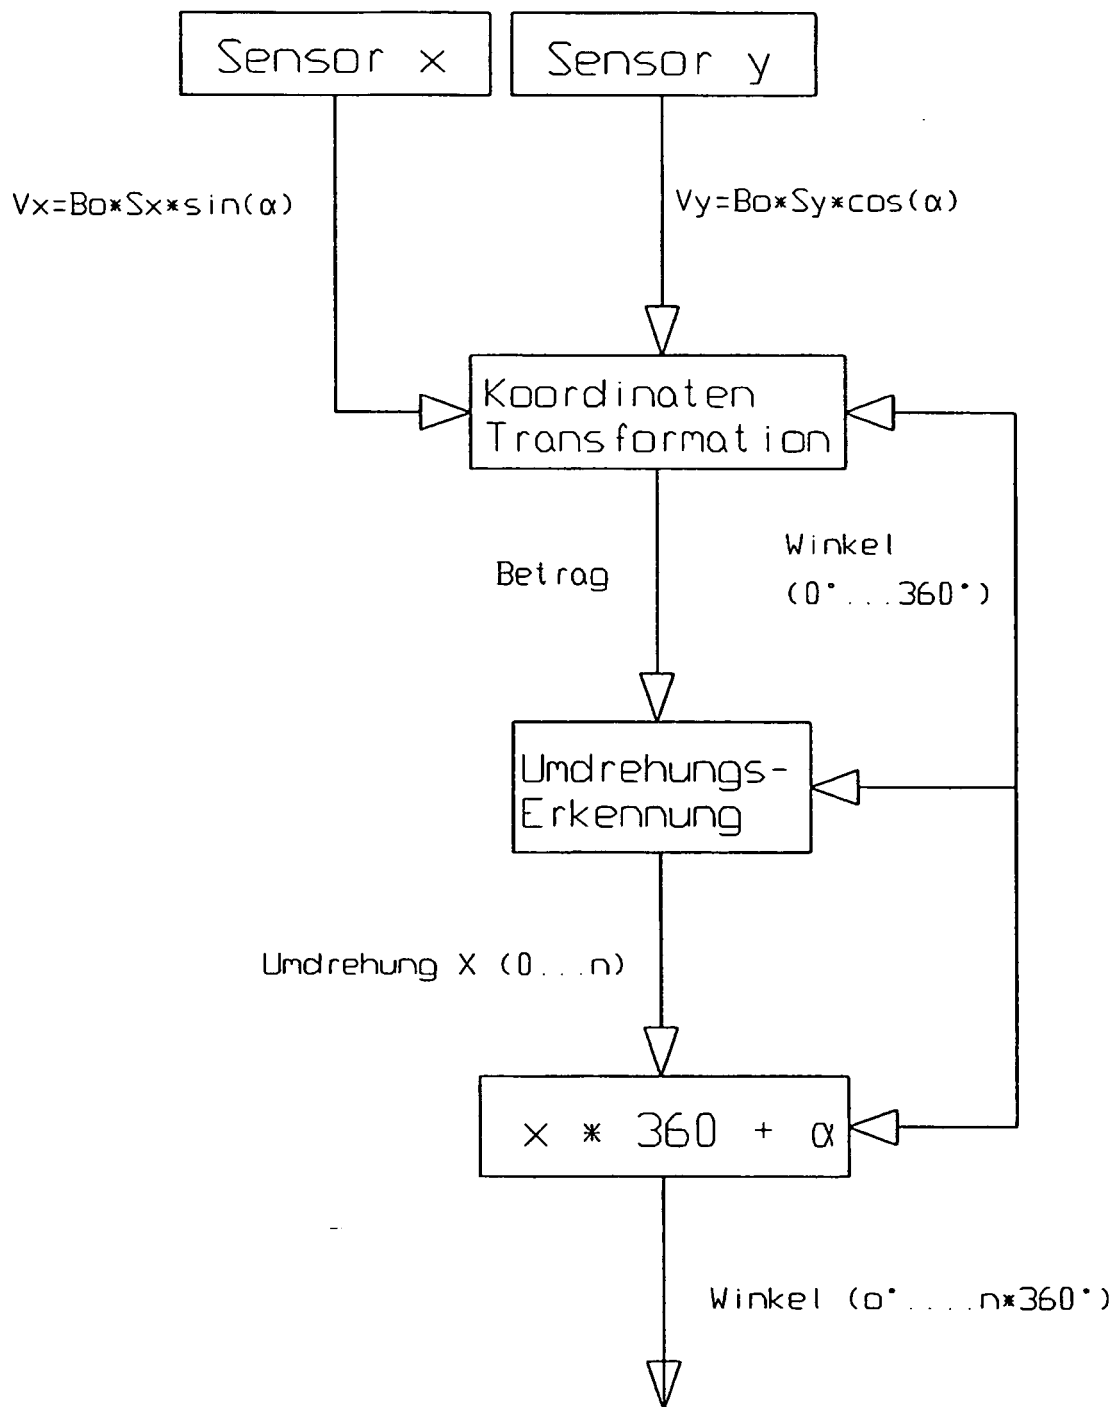 Sensor x
Sensor y
Vx=Bo*Sx*sin(α)
Vy=Bo*Sy*cos(α)
Koordinaten
Transformation
Winkel
(0°...360°)
Betrag
Umdrehungs-
Erkennung
Umdrehung X (0...n)
x * 360 + α
Winkel (o°....n*360°)